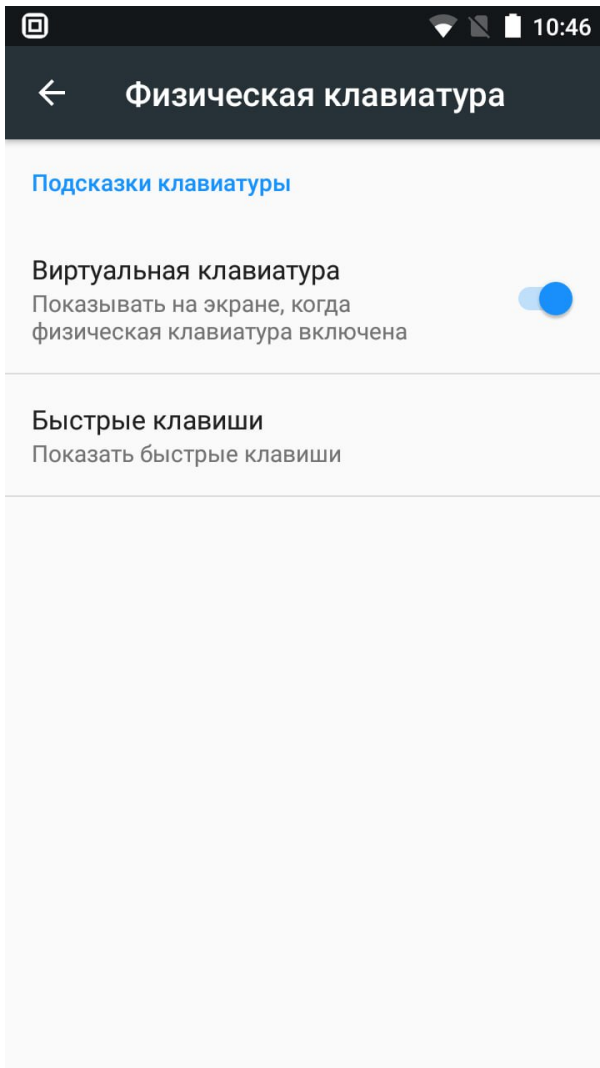 10:46
Физическая клавиатура
Подсказки клавиатуры
Виртуальная клавиатура
Показывать на экране, когда
физическая клавиатура включена
Быстрые клавиши
Показать быстрые клавиши